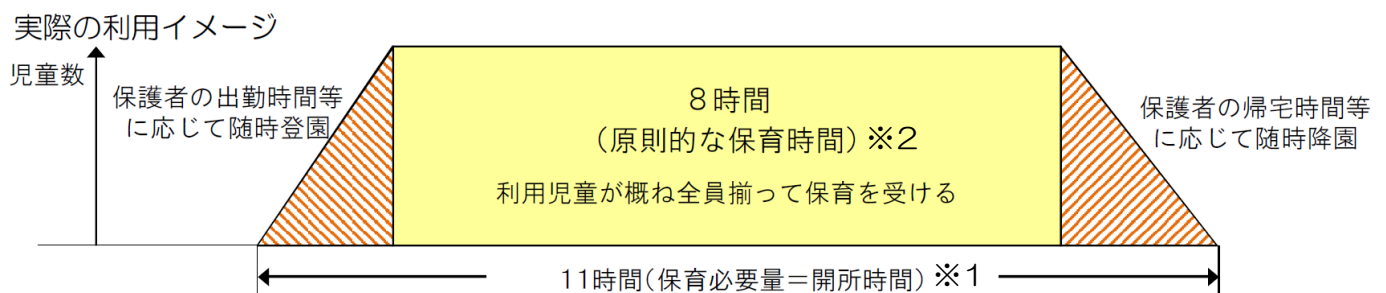 実際の利用イメージ
児童数
保護者の出勤時間等
に応じて随時登園
８時間
（原則的な保育時間）※２
利用児童が概ね全員揃って保育を受ける
保護者の帰宅時間等
に応じて随時降園
11時間（保育必要量＝開所時間）※１